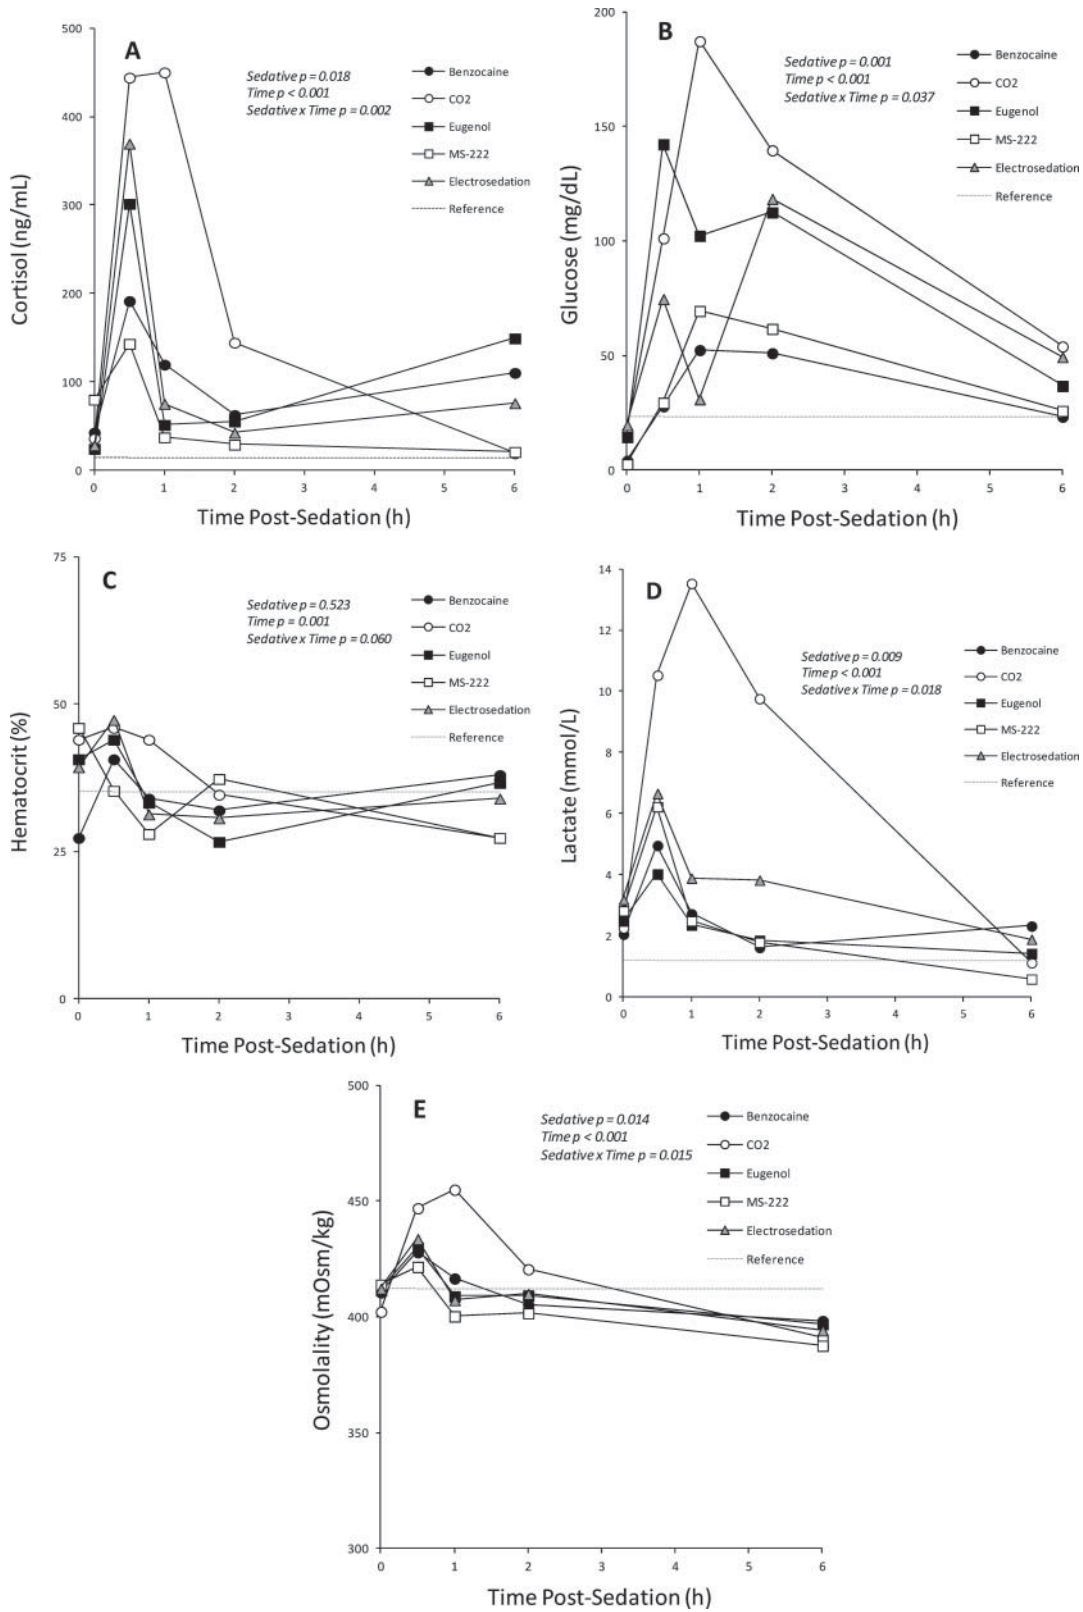 A
Sedative p = 0.018
Time p < 0.001
Sedative x Time p = 0.002
Benzocaine
CO2
Eugenol
MS-222
Electrosedation
Reference
Cortisol (ng/mL)
500
400
300
200
100
0
0 1 2 3 4 5 6
Time Post-Sedation (h)
B
Sedative p = 0.001
Time p < 0.001
Sedative x Time p = 0.037
Benzocaine
CO2
Eugenol
MS-222
Electrosedation
Reference
Glucose (mg/dL)
200
150
100
50
0
0 1 2 3 4 5 6
Time Post-Sedation (h)
C
Sedative p = 0.523
Time p = 0.001
Sedative x Time p = 0.060
Benzocaine
CO2
Eugenol
MS-222
Electrosedation
Reference
Hematocrit (%)
75
50
25
0
0 1 2 3 4 5 6
Time Post-Sedation (h)
D
Sedative p = 0.009
Time p < 0.001
Sedative x Time p = 0.018
Benzocaine
CO2
Eugenol
MS-222
Electrosedation
Reference
Lactate (mmol/L)
14
12
10
8
6
4
2
0
0 1 2 3 4 5 6
Time Post-Sedation (h)
E
Sedative p = 0.014
Time p < 0.001
Sedative x Time p = 0.015
Benzocaine
CO2
Eugenol
MS-222
Electrosedation
Reference
Osmolality (mOsm/kg)
500
450
400
350
300
0 1 2 3 4 5 6
Time Post-Sedation (h)